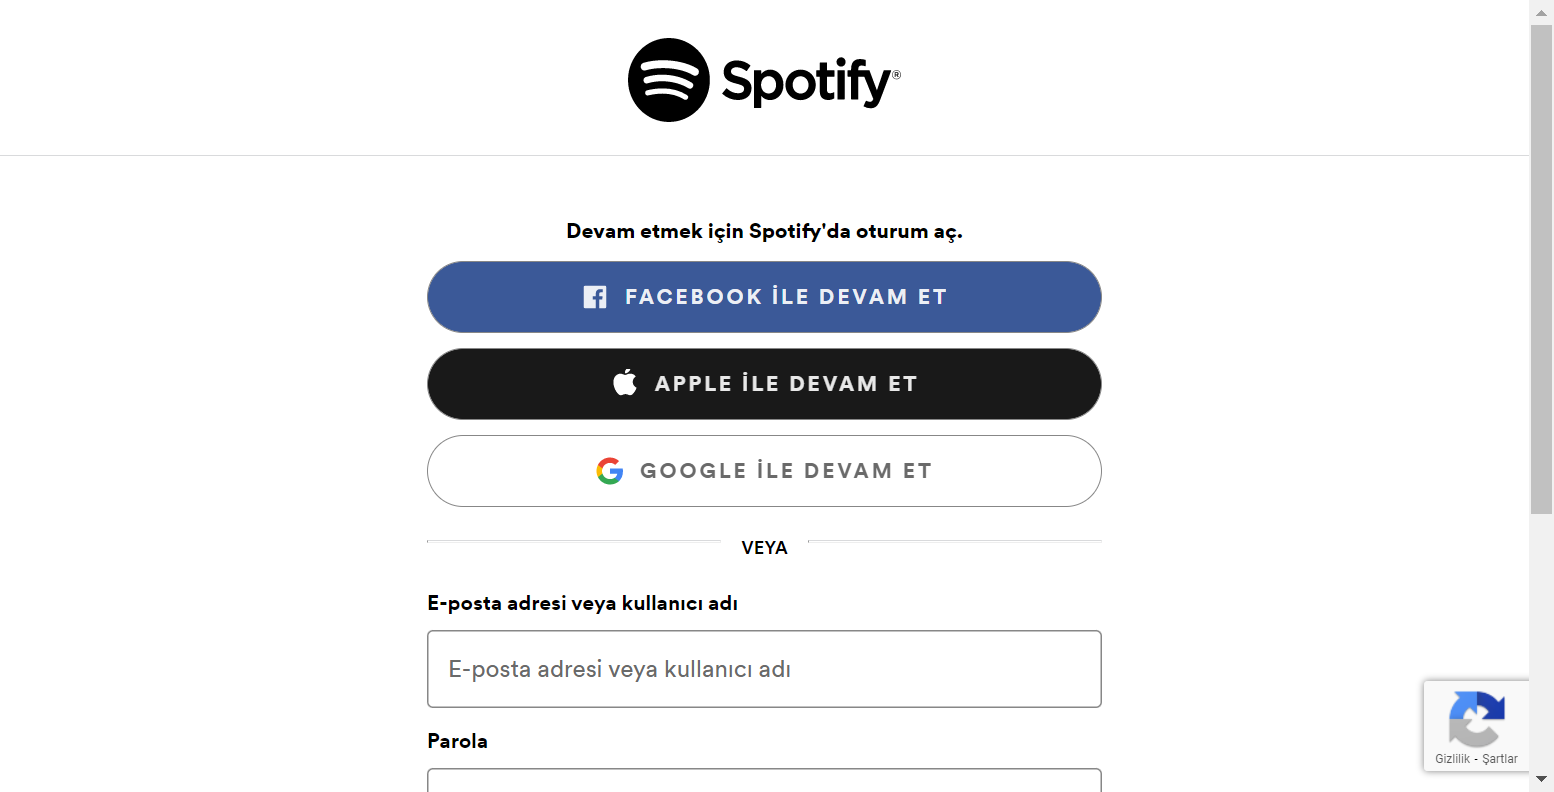 Spotify®
Devam etmek için Spotify'da oturum aç.
FACEBOOK İLE DEVAM ET
APPLE İLE DEVAM ET
GOOGLE İLE DEVAM ET
VEYA
E-posta adresi veya kullanıcı adı
E-posta adresi veya kullanıcı adı
Parola
Gizlilik - Şartlar